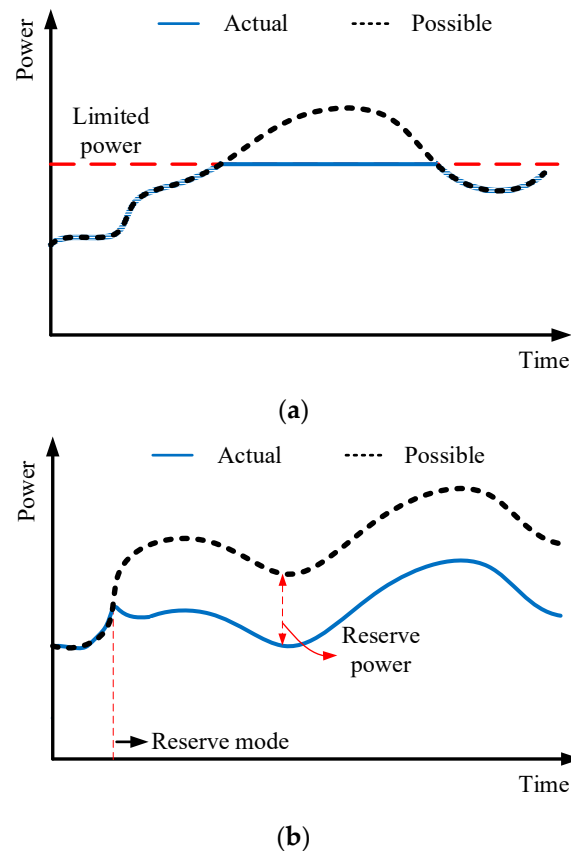 Actual
Possible
Power
Limited
power
Time
(a)
Actual
Possible
Power
Reserve
power
Reserve mode
Time
(b)